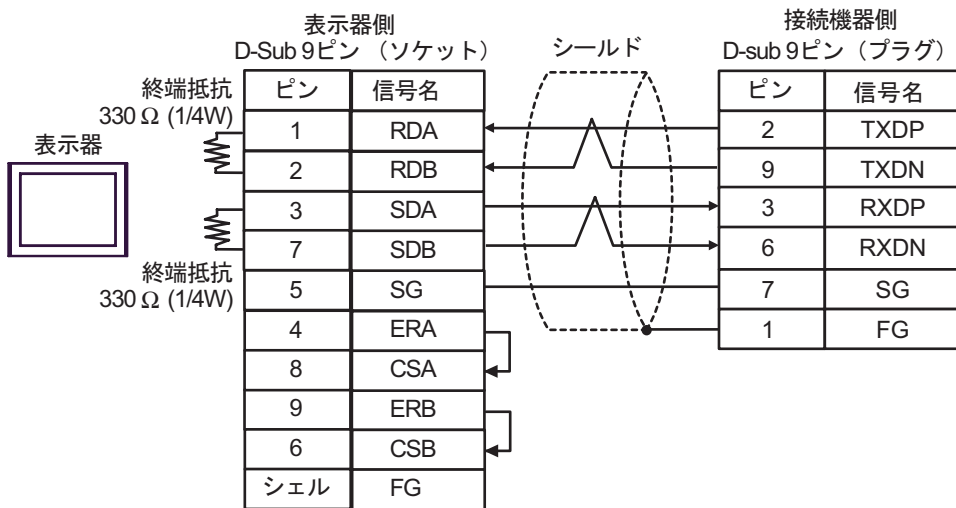 表示器側
D-Sub 9ピン （ソケット）
シールド
接続機器側
D-sub 9ピン（プラグ）
終端抵抗
330 Ω (1/4W)
表示器
終端抵抗
330 Ω (1/4W)
ピン 信号名
1 RDA
2 RDB
3 SDA
7 SDB
5 SG
4 ERA
8 CSA
9 ERB
6 CSB
シェル FG
ピン 信号名
2 TXDP
9 TXDN
3 RXDP
6 RXDN
7 SG
1 FG